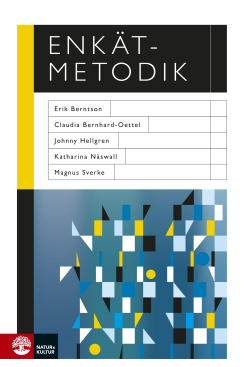 ENKÄT-
METODIK
Erik Berntson
Claudia Bernhard-Oettel
Johnny Hellgren
Katharina Näswall
Magnus Sverke
NATUR &
KULTUR